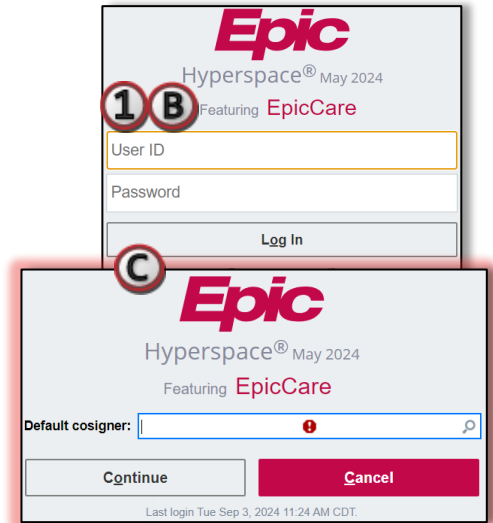 Epic
Hyperspace® May 2024
1 B Featuring EpicCare
User ID
Password
Log In
C
Epic
Hyperspace® May 2024
Featuring EpicCare
Default cosigner:
Continue Cancel
Last login Tue Sep 3, 2024 11:24 AM CDT.